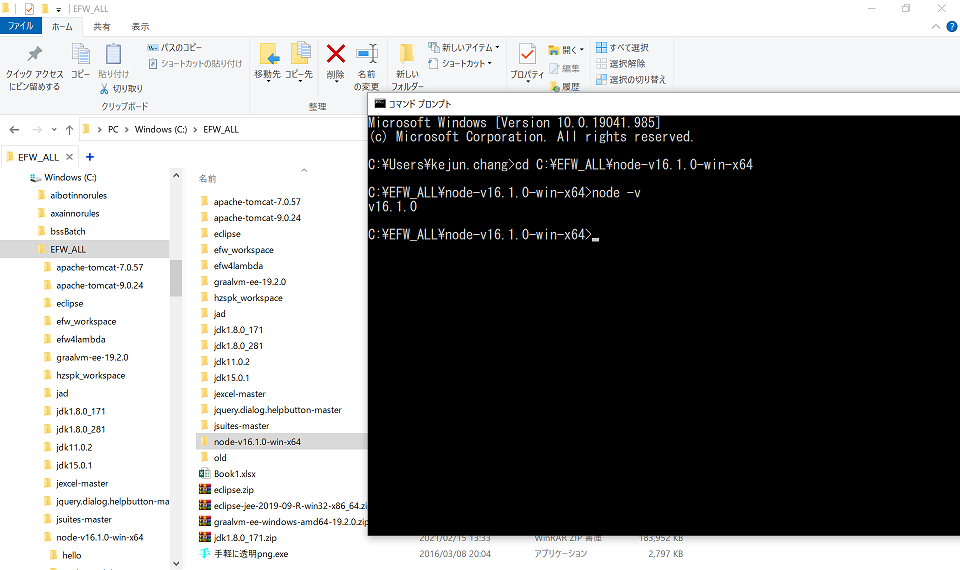 EFW_ALL
ファイル ホーム 共有 表示
クイック アクセス
にピン留めする
コピー
貼り付け
パスのコピー
ショートカットの貼り付け
切り取り
クリップボード
移動先
コピー先
削除
名前
の変更
整理
新しい
フォルダー
新しいアイテム
ショートカット
プロパティ
開く
編集
履歴
すべて選択
選択解除
選択の切り替え
PC Windows (C:) EFW_ALL
EFW_ALL
Windows (C:)
aibotinnorules
axainnorules
bssBatch
EFW_ALL
apache-tomcat-7.0.57
apache-tomcat-9.0.24
eclipse
efw_workspace
efw4lambda
graalvm-ee-19.2.0
hzspk_workspace
jad
jdk1.8.0_171
jdk1.8.0_281
jdk11.0.2
jdk15.0.1
jexcel-master
jquery.dialog.helpbutton-ma
jsuites-master
node-v16.1.0-win-x64
hello
名前
apache-tomcat-7.0.57
apache-tomcat-9.0.24
eclipse
efw_workspace
efw4lambda
graalvm-ee-19.2.0
hzspk_workspace
jad
jdk1.8.0_171
jdk1.8.0_281
jdk11.0.2
jdk15.0.1
jexcel-master
jquery.dialog.helpbutton-master
jsuites-master
node-v16.1.0-win-x64
old
Book1.xlsx
eclipse.zip
eclipse-jee-2019-09-R-win32-x86_64.zi
graalvm-ee-windows-amd64-19.2.0.zip
jdk1.8.0_171.zip 2021/02/15 13:33 WinRAR ZIP 書庫 183,952 KB
手軽に透明png.exe 2016/03/08 20:04 アプリケーション 2,797 KB
コマンド プロンプト
Microsoft Windows [Version 10.0.19041.985]
(c) Microsoft Corporation. All rights reserved.
C:¥Users¥kejun.chang>cd C:¥EFW_ALL¥node-v16.1.0-win-x64
C:¥EFW_ALL¥node-v16.1.0-win-x64>node -v
v16.1.0
C:¥EFW_ALL¥node-v16.1.0-win-x64>